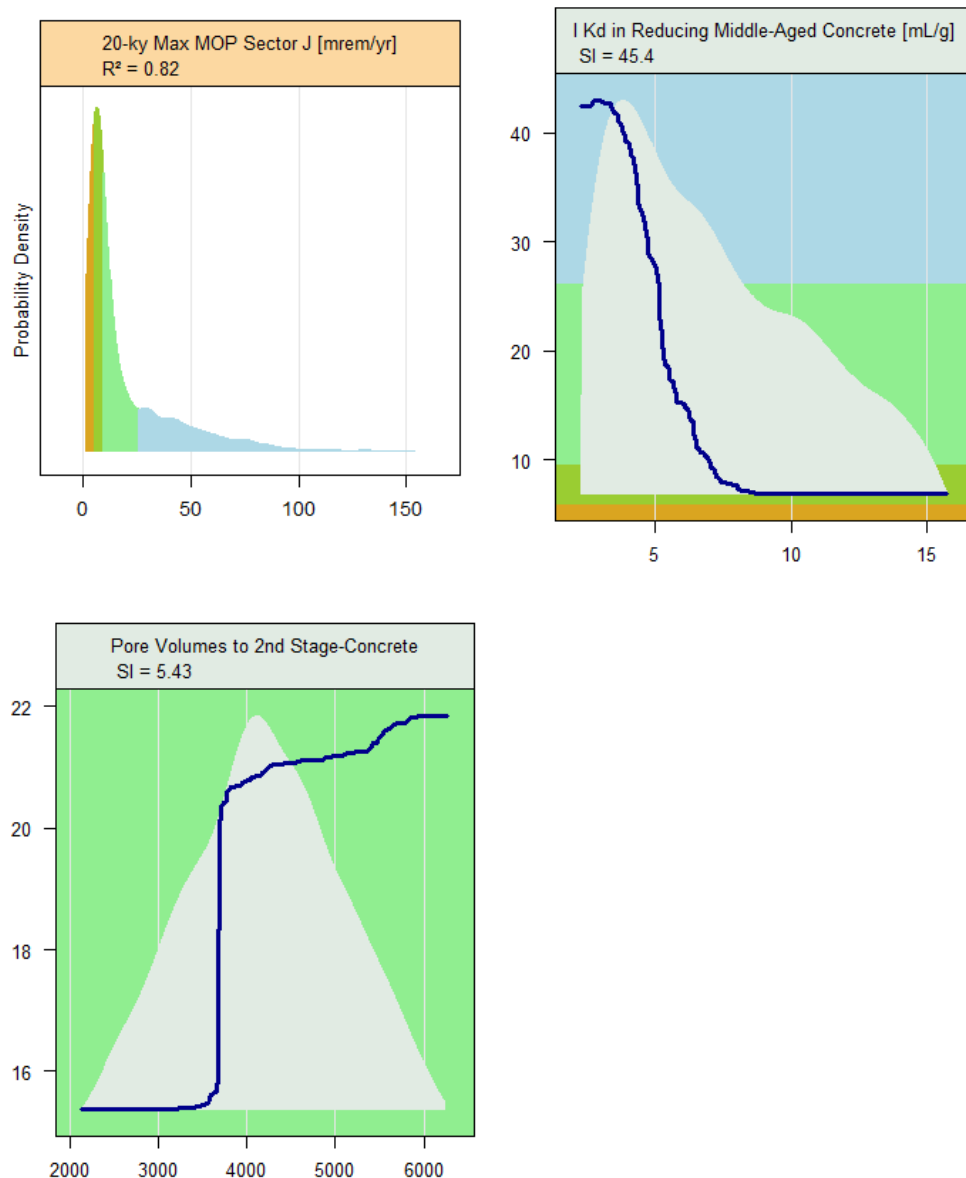 20-ky Max MOP Sector J [mrem/yr]
R² = 0.82
Probability Density
0 50 100 150
I Kd in Reducing Middle-Aged Concrete [mL/g]
SI = 45.4
40
30
20
10
5 10 15
Pore Volumes to 2nd Stage-Concrete
SI = 5.43
22
20
18
16
2000 3000 4000 5000 6000